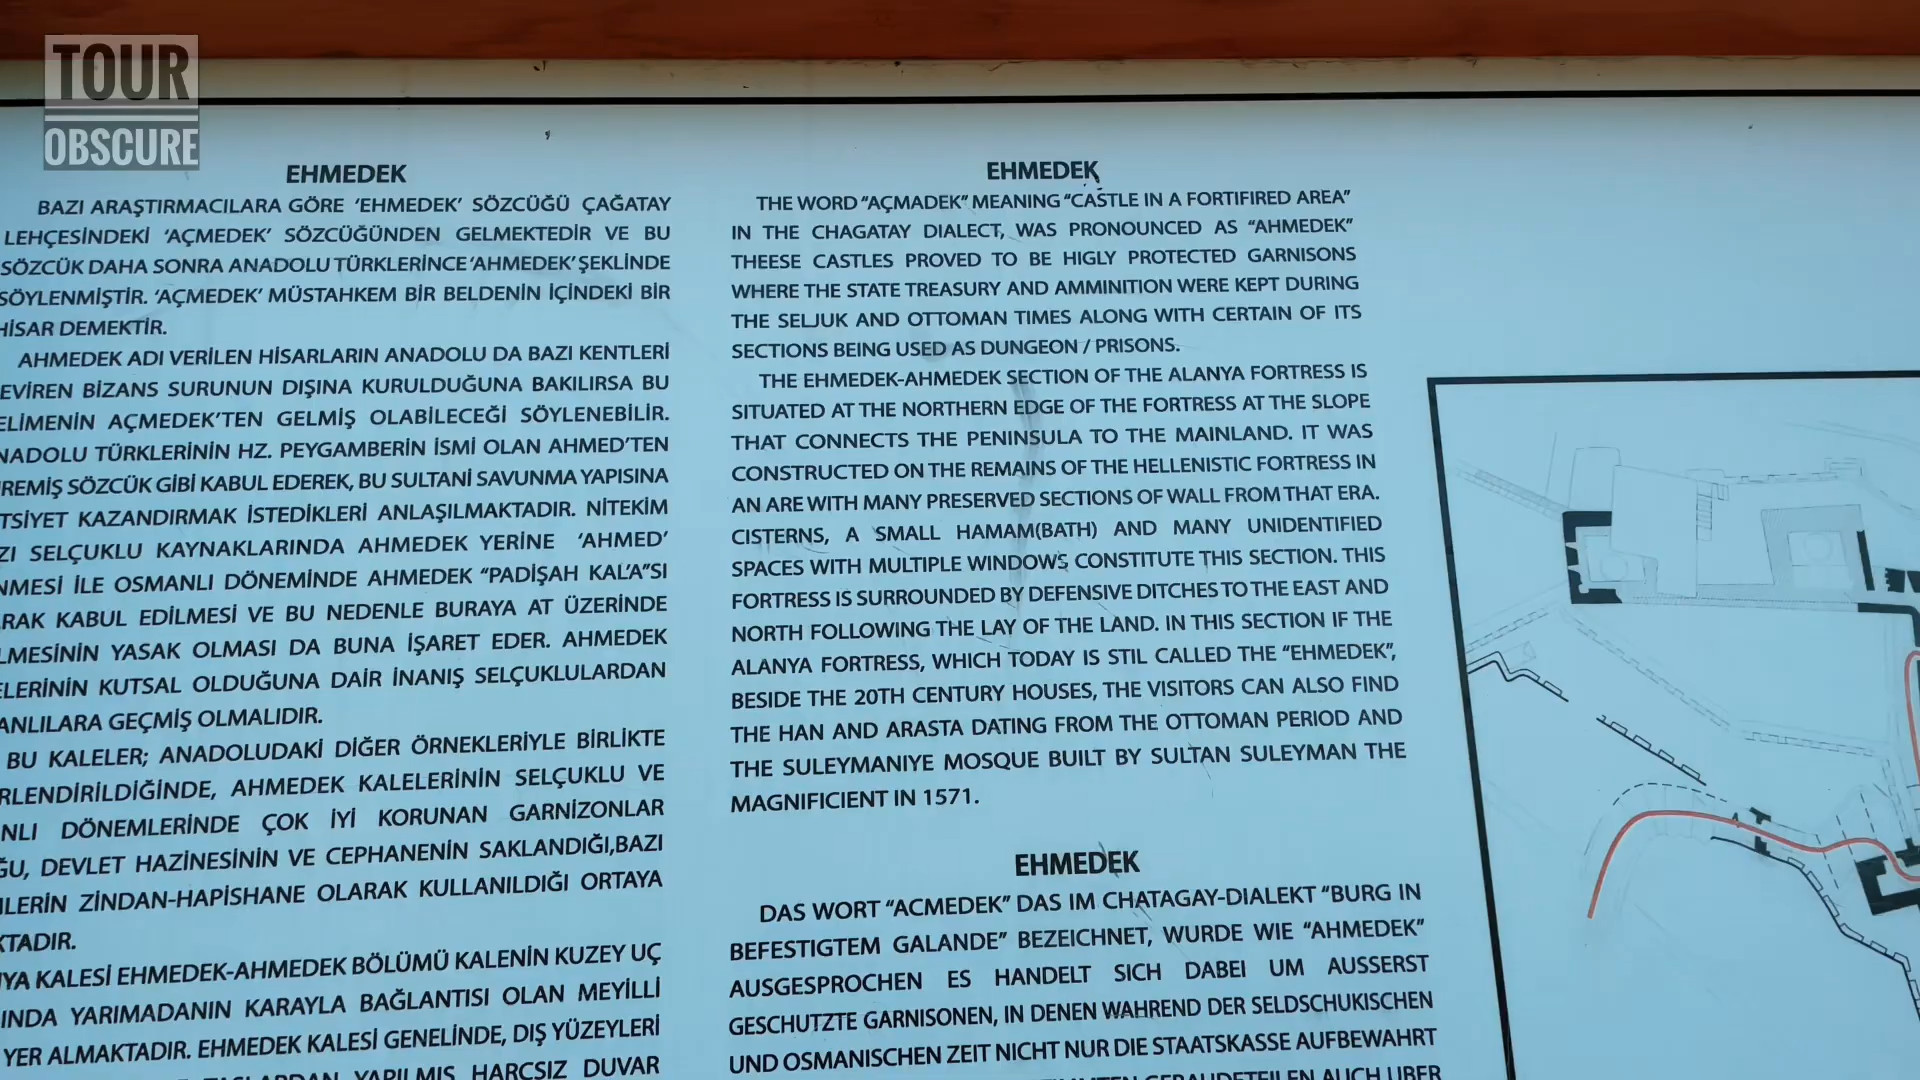 TOUR
OBSCURE
EHMEDEK
BAZI ARAŞTIRMACILARA GÖRE ‘EHMEDEK’ SÖZCÜĞÜ ÇAĞATAY
LEHÇESİNDEKİ ‘AÇMEDEK’ SÖZCÜĞÜNDEN GELMEKTEDİR VE BU
SÖZCÜK DAHA SONRA ANADOLU TÜRKLERİNCE ‘AHMEDEK’ ŞEKLİNDE
SÖYLENMİŞTİR. ‘AÇMEDEK’ MÜSTAHKEM BİR BELDENİN İÇİNDEKİ BİR
HİSAR DEMEKTİR.
AHMEDEK ADI VERİLEN HİSARLARIN ANADOLU DA BAZI KENTLERİ
EVİREN BİZANS SURUNUN DIŞINA KURULDUĞUNA BAKILIRSA BU
ELİMENİN AÇMEDEK’TEN GELMİŞ OLABİLECEĞİ SÖYLENEBİLİR.
NADOLU TÜRKLERİNİN HZ. PEYGAMBERİN İSMİ OLAN AHMED’TEN
REMİŞ SÖZCÜK GİBİ KABUL EDEREK, BU SULTANİ SAVUNMA YAPISINA
TSİYET KAZANDIRMAK İSTEDİKLERİ ANLAŞILMAKTADIR. NİTEKİM
ZI SELÇUKLU KAYNAKLARINDA AHMEDEK YERİNE ‘AHMED’
NMESİ İLE OSMANLI DÖNEMİNDE AHMEDEK “PADİŞAH KAL’A”SI
RAK KABUL EDİLMESİ VE BU NEDENLE BURAYA AT ÜZERİNDE
LMESİNİN YASAK OLMASI DA BUNA İŞARET EDER. AHMEDEK
ELERİNİN KUTSAL OLDUĞUNA DAİR İNANIŞ SELÇUKLULARDAN
ANLILARA GEÇMİŞ OLMALIDIR.
BU KALELER; ANADOLUDAKİ DİĞER ÖRNEKLERİYLE BİRLİKTE
RLENDİRİLDİĞİNDE, AHMEDEK KALELERİNİN SELÇUKLU VE
NLI DÖNEMLERİNDE ÇOK İYİ KORUNAN GARNİZONLAR
ĞU, DEVLET HAZİNESİNİN VE CEPHANENİN SAKLANDIĞI,BAZI
LERİN ZİNDAN-HAPİSHANE OLARAK KULLANILDIĞI ORTAYA
KTADIR.
YA KALESİ EHMEDEK-AHMEDEK BÖLÜMÜ KALENİN KUZEY UÇ
INDA YARIMADANIN KARAYLA BAĞLANTISI OLAN MEYİLLİ
YER ALMAKTADIR. EHMEDEK KALESİ GENELİNDE, DIŞ YÜZEYLERİ
TAŞLARDAN YAPILMIŞ HARÇSIZ DUVAR
EHMEDEK
THE WORD “AÇMADEK” MEANING “CASTLE IN A FORTIFIRED AREA”
IN THE CHAGATAY DIALECT, WAS PRONOUNCED AS “AHMEDEK”
THEESE CASTLES PROVED TO BE HIGLY PROTECTED GARNISONS
WHERE THE STATE TREASURY AND AMMINITION WERE KEPT DURING
THE SELJUK AND OTTOMAN TIMES ALONG WITH CERTAIN OF ITS
SECTIONS BEING USED AS DUNGEON / PRISONS.
THE EHMEDEK-AHMEDEK SECTION OF THE ALANYA FORTRESS IS
SITUATED AT THE NORTHERN EDGE OF THE FORTRESS AT THE SLOPE
THAT CONNECTS THE PENINSULA TO THE MAINLAND. IT WAS
CONSTRUCTED ON THE REMAINS OF THE HELLENISTIC FORTRESS IN
AN ARE WITH MANY PRESERVED SECTIONS OF WALL FROM THAT ERA.
CISTERNS, A SMALL HAMAM(BATH) AND MANY UNIDENTIFIED
SPACES WITH MULTIPLE WINDOWS CONSTITUTE THIS SECTION. THIS
FORTRESS IS SURROUNDED BY DEFENSIVE DITCHES TO THE EAST AND
NORTH FOLLOWING THE LAY OF THE LAND. IN THIS SECTION IF THE
ALANYA FORTRESS, WHICH TODAY IS STIL CALLED THE “EHMEDEK”,
BESIDE THE 20TH CENTURY HOUSES, THE VISITORS CAN ALSO FIND
THE HAN AND ARASTA DATING FROM THE OTTOMAN PERIOD AND
THE SULEYMANIYE MOSQUE BUILT BY SULTAN SULEYMAN THE
MAGNIFICIENT IN 1571.
EHMEDEK
DAS WORT “ACMEDEK” DAS IM CHATAGAY-DIALEKT “BURG IN
BEFESTIGTEM GALANDE” BEZEICHNET, WURDE WIE “AHMEDEK”
AUSGESPROCHEN ES HANDELT SICH DABEI UM AUSSERST
GESCHUTZTE GARNISONEN, IN DENEN WAHREND DER SELDSCHUKISCHEN
UND OSMANISCHEN ZEIT NICHT NUR DIE STAATSKASSE AUFBEWAHRT
GEBAUDETEILEN AUCH UBER